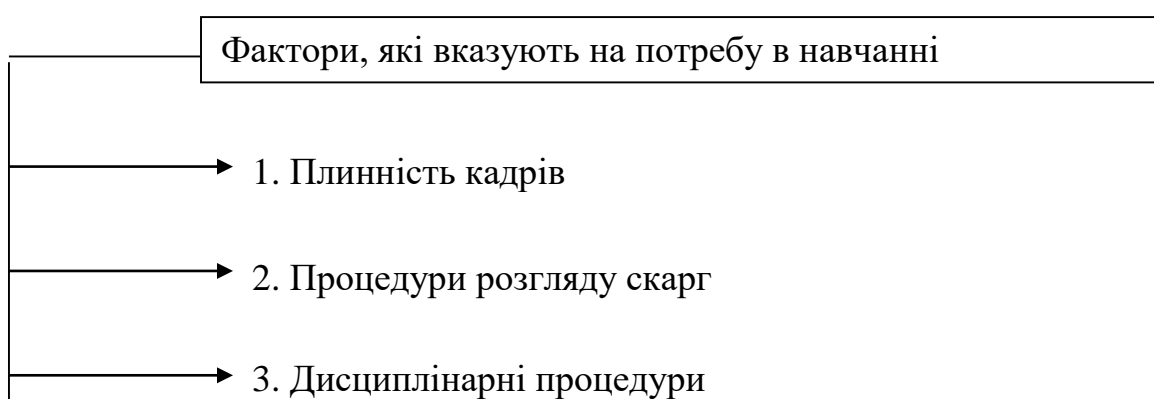 Фактори, які вказують на потребу в навчанні
1. Плинність кадрів
2. Процедури розгляду скарг
3. Дисциплінарні процедури